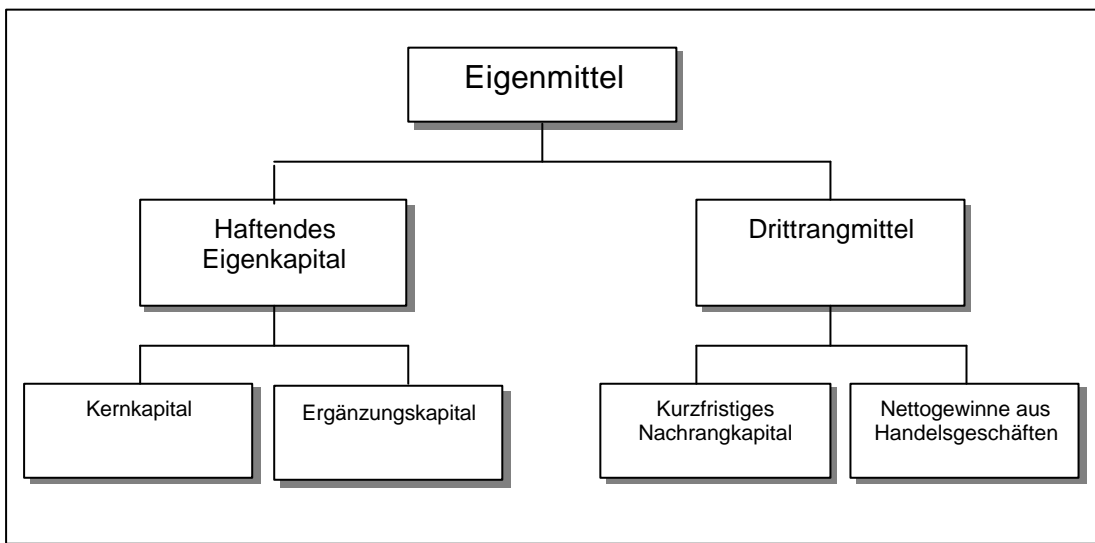 Eigenmittel
Haftendes
Eigenkapital
Drittrangmittel
Kernkapital
Ergänzungskapital
Kurzfristiges
Nachrangkapital
Nettogewinne aus
Handelsgeschäften